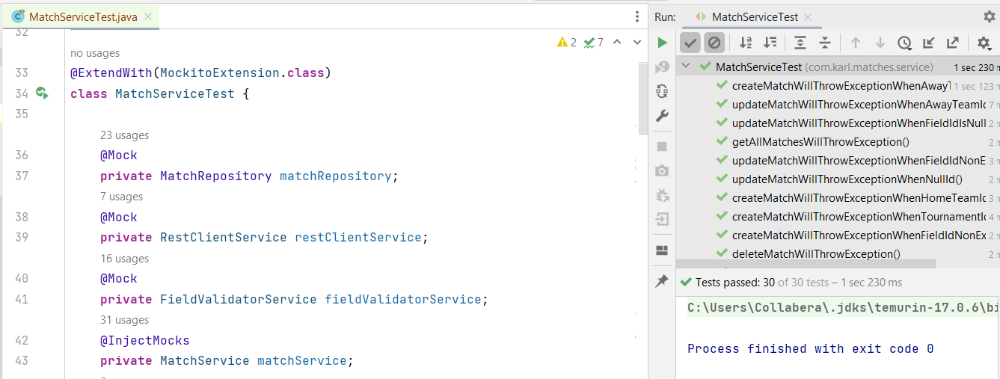 MatchServiceTest.java
2 7
32
no usages
33 @ExtendWith(MockitoExtension.class)
34 class MatchServiceTest {
35
23 usages
36 @Mock
37 private MatchRepository matchRepository;
7 usages
38 @Mock
39 private RestClientService restClientService;
16 usages
40 @Mock
41 private FieldValidatorService fieldValidatorService;
31 usages
42 @InjectMocks
43 private MatchService matchService;
Run: MatchServiceTest
MatchServiceTest (com.karl.matches.service) 1 sec 230 m
createMatchWillThrowExceptionWhenAwayT 1 sec 123 m
updateMatchWillThrowExceptionWhenAwayTeamId 7 m
updateMatchWillThrowExceptionWhenFieldIdIsNull 2 m
getAllMatchesWillThrowException() 2 m
updateMatchWillThrowExceptionWhenFieldIdNonE 3 m
updateMatchWillThrowExceptionWhenNullId() 2 m
createMatchWillThrowExceptionWhenHomeTeamId 3 m
createMatchWillThrowExceptionWhenTournamentId 4 m
createMatchWillThrowExceptionWhenFieldIdNonEx 2 m
deleteMatchWillThrowException() 2 m
Tests passed: 30 of 30 tests – 1 sec 230 ms
C:\Users\Collabera\.jdks\temurin-17.0.6\bi
Process finished with exit code 0